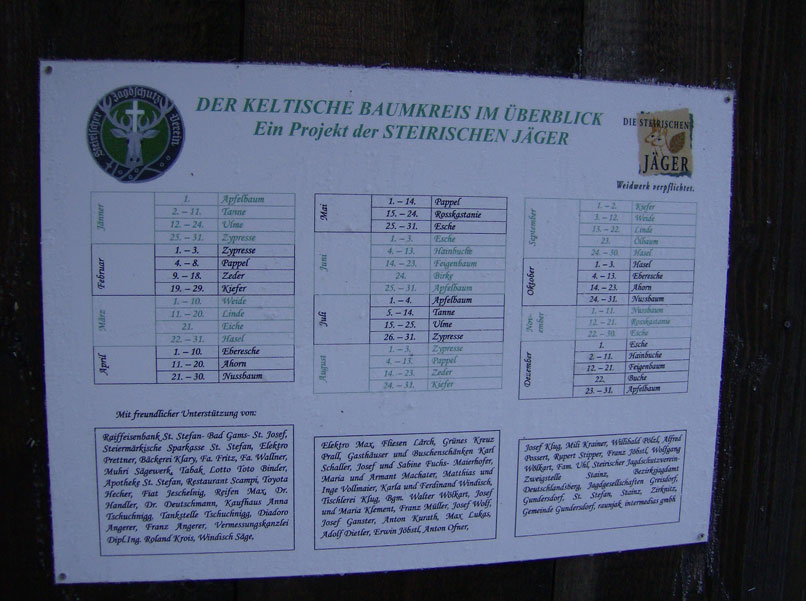 Steirischer Jagdschutz Verein
DER KELTISCHE BAUMKREIS IM ÜBERBLICK
Ein Projekt der STEIRISCHEN JÄGER
DIE STEIRISCHEN
JÄGER
Weidwerk verpflichtet.
Jänner
1. Apfelbaum
2. – 11. Tanne
12. – 24. Ulme
25. – 31. Zypresse
Februar
1. – 3. Zypresse
4. – 8. Pappel
9. – 18. Zeder
19. – 29. Kiefer
März
1. – 10. Weide
11. – 20. Linde
21. Eiche
22. – 31. Hasel
April
1. – 10. Eberesche
11. – 20. Ahorn
21. – 30. Nussbaum
Mai
1. – 14. Pappel
15. – 24. Rosskastanie
25. – 31. Esche
Juni
1. – 3. Esche
4. – 13. Hainbuche
14. – 23. Feigenbaum
24. Birke
25. – 31. Apfelbaum
Juli
1. – 4. Apfelbaum
5. – 14. Tanne
15. – 25. Ulme
26. – 31. Zypresse
August
1. – 3. Zypresse
4. – 13. Pappel
14. – 23. Zeder
24. – 31. Kiefer
September
1. – 2. Kiefer
3. – 12. Weide
13. – 22. Linde
23. Ölbaum
24. – 30. Hasel
Oktober
1. – 3. Hasel
4. – 13. Eberesche
14. – 23. Ahorn
24. – 31. Nussbaum
Nov-
ember
1. – 11. Nussbaum
12. – 21. Rosskastanie
22. – 30. Esche
Dezember
1. Esche
2. – 11. Hainbuche
12. – 21. Feigenbaum
22. Buche
23. – 31. Apfelbaum
Mit freundlicher Unterstützung von:
Raiffeisenbank St. Stefan- Bad Gams- St. Josef,
Steiermärkische Sparkasse St. Stefan, Elektro
Prettner, Bäckerei Klary, Fa. Fritz, Fa. Wallner,
Muhri Sägewerk, Tabak Lotto Toto Binder,
Apotheke St. Stefan, Restaurant Scampi, Toyota
Hecher, Fiat Jeschelnig, Reifen Max, Dr.
Handler, Dr. Deutschmann, Kaufhaus Anna
Tschuchnigg, Tankstelle Tschuchnigg, Diadoro
Angerer, Franz Angerer, Vermessungskanzlei
Dipl.Ing. Roland Krois, Windisch Säge,
Elektro Max, Fliesen Lärch, Grünes Kreuz
Prall, Gasthäuser und Buschenschänken Karl
Schaller, Josef und Sabine Fuchs- Maierhofer,
Maria und Armant Machater, Matthias und
Inge Vollmaier, Karla und Ferdinand Windisch,
Tischlerei Klug, Bgm. Walter Wölkart, Josef
und Maria Klement, Franz Müller, Josef Wolf,
Josef Ganster, Anton Kurath, Max Lukas,
Adolf Dietler, Erwin Jöbstl, Anton Ofner,
Josef Klug, Mili Krainer, Willibald Pölzl, Alfred
Possert, Rupert Stipper, Franz Jöbstl, Wolfgang
Wölkart, Fam. Uhl, Steirischer Jagdschutzverein-
Zweigstelle Stainz, Bezirksjagdamt
Deutschlandsberg, Jagdgesellschaften Greisdorf,
Gundersdorf, St. Stefan, Stainz, Zirknitz,
Gemeinde Gundersdorf, raunjak intermedias gmbh